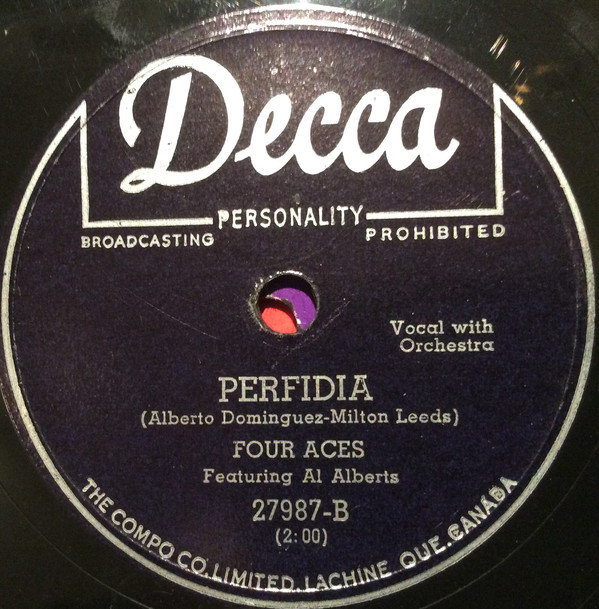 Decca
PERSONALITY
BROADCASTING PROHIBITED
Vocal with
Orchestra
PERFIDIA
(Alberto Dominguez-Milton Leeds)
FOUR ACES
Featuring Al Alberts
27987-B
(2:00)
THE COMPO CO. LIMITED, LACHINE, QUE. CANADA